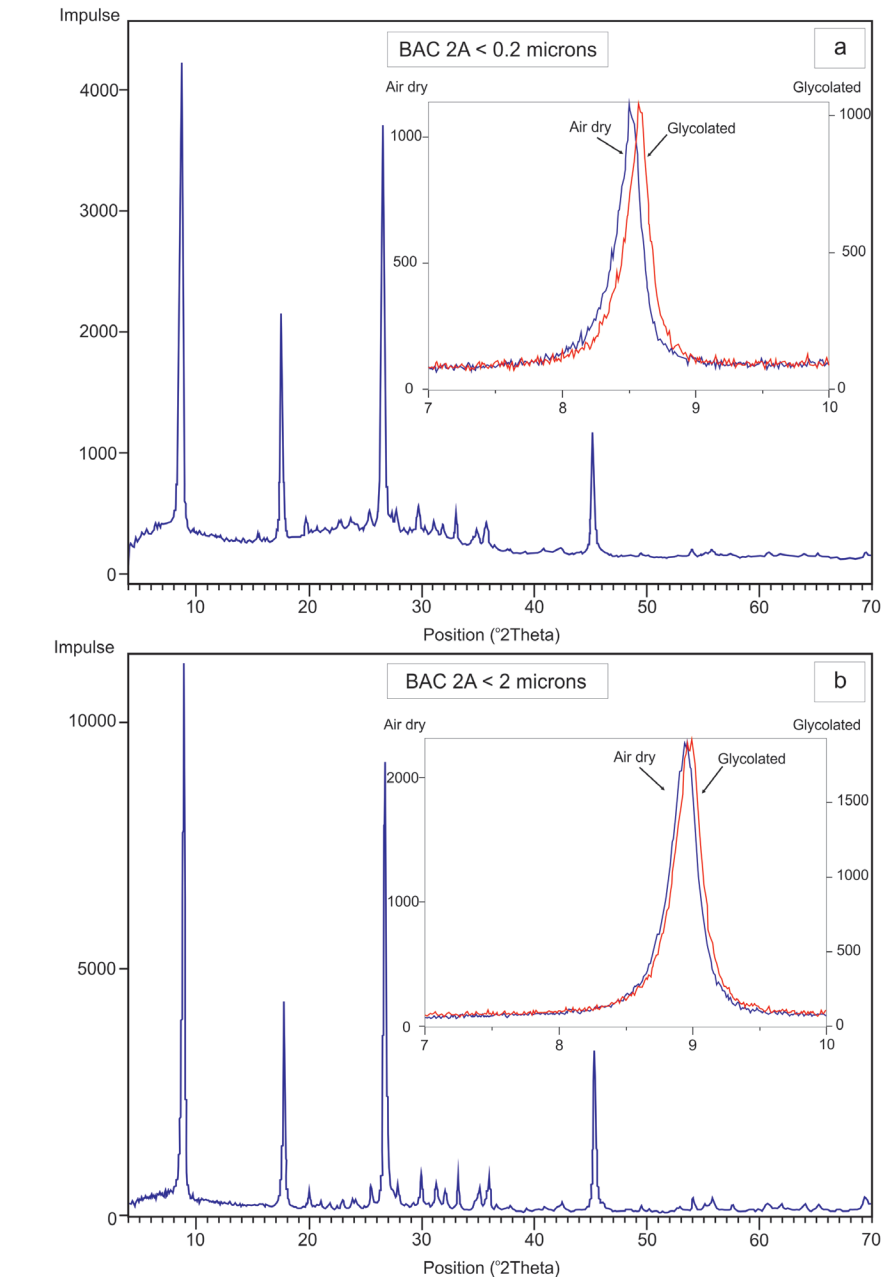 Impulse
BAC 2A < 0.2 microns
a
4000
3000
2000
1000
0
Air dry
Glycolated
1000
500
0
1000
500
0
Air dry
Glycolated
7 8 9 10
10 20 30 40 50 60 70
Position (°2Theta)
Impulse
BAC 2A < 2 microns
b
10000
5000
0
Air dry
Glycolated
2000
1000
0
1500
1000
500
0
Air dry
Glycolated
7 8 9 10
10 20 30 40 50 60 70
Position (°2Theta)